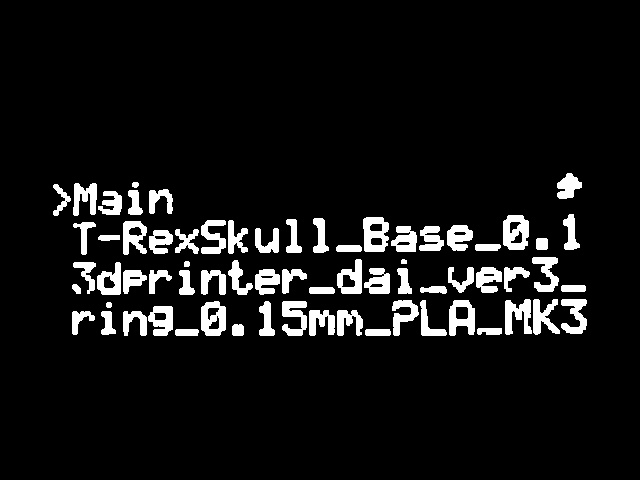 >Main
T-RexSkull_Base_0.1
3dprinter_dai_ver3_
ring_0.15mm_PLA_MK3